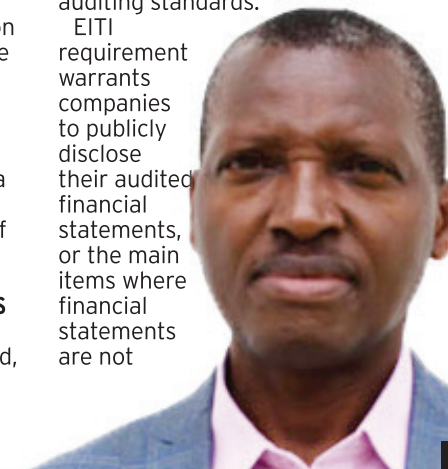 auditing standards.
EITI
requirement
warrants
companies
to publicly
disclose
their audited
financial
statements,
or the main
items where
financial
statements
are not